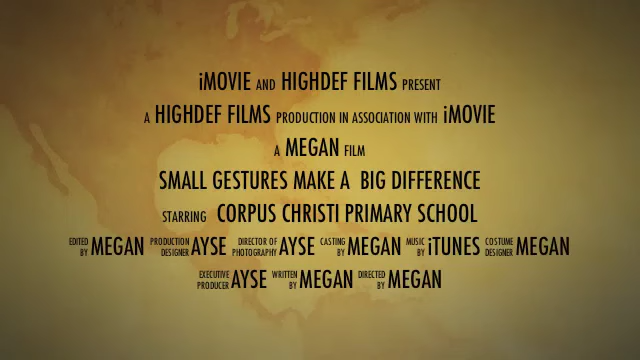 iMOVIE AND HIGHDEF FILMS PRESENT
A HIGHDEF FILMS PRODUCTION IN ASSOCIATION WITH iMOVIE
A MEGAN FILM
SMALL GESTURES MAKE A  BIG DIFFERENCE
STARRING CORPUS CHRISTI PRIMARY SCHOOL
EDITED BY MEGAN PRODUCTION DESIGNER AYSE DIRECTOR OF PHOTOGRAPHY AYSE CASTING BY MEGAN MUSIC BY iTUNES COSTUME DESIGNER MEGAN
EXECUTIVE PRODUCER AYSE WRITTEN BY MEGAN DIRECTED BY MEGAN